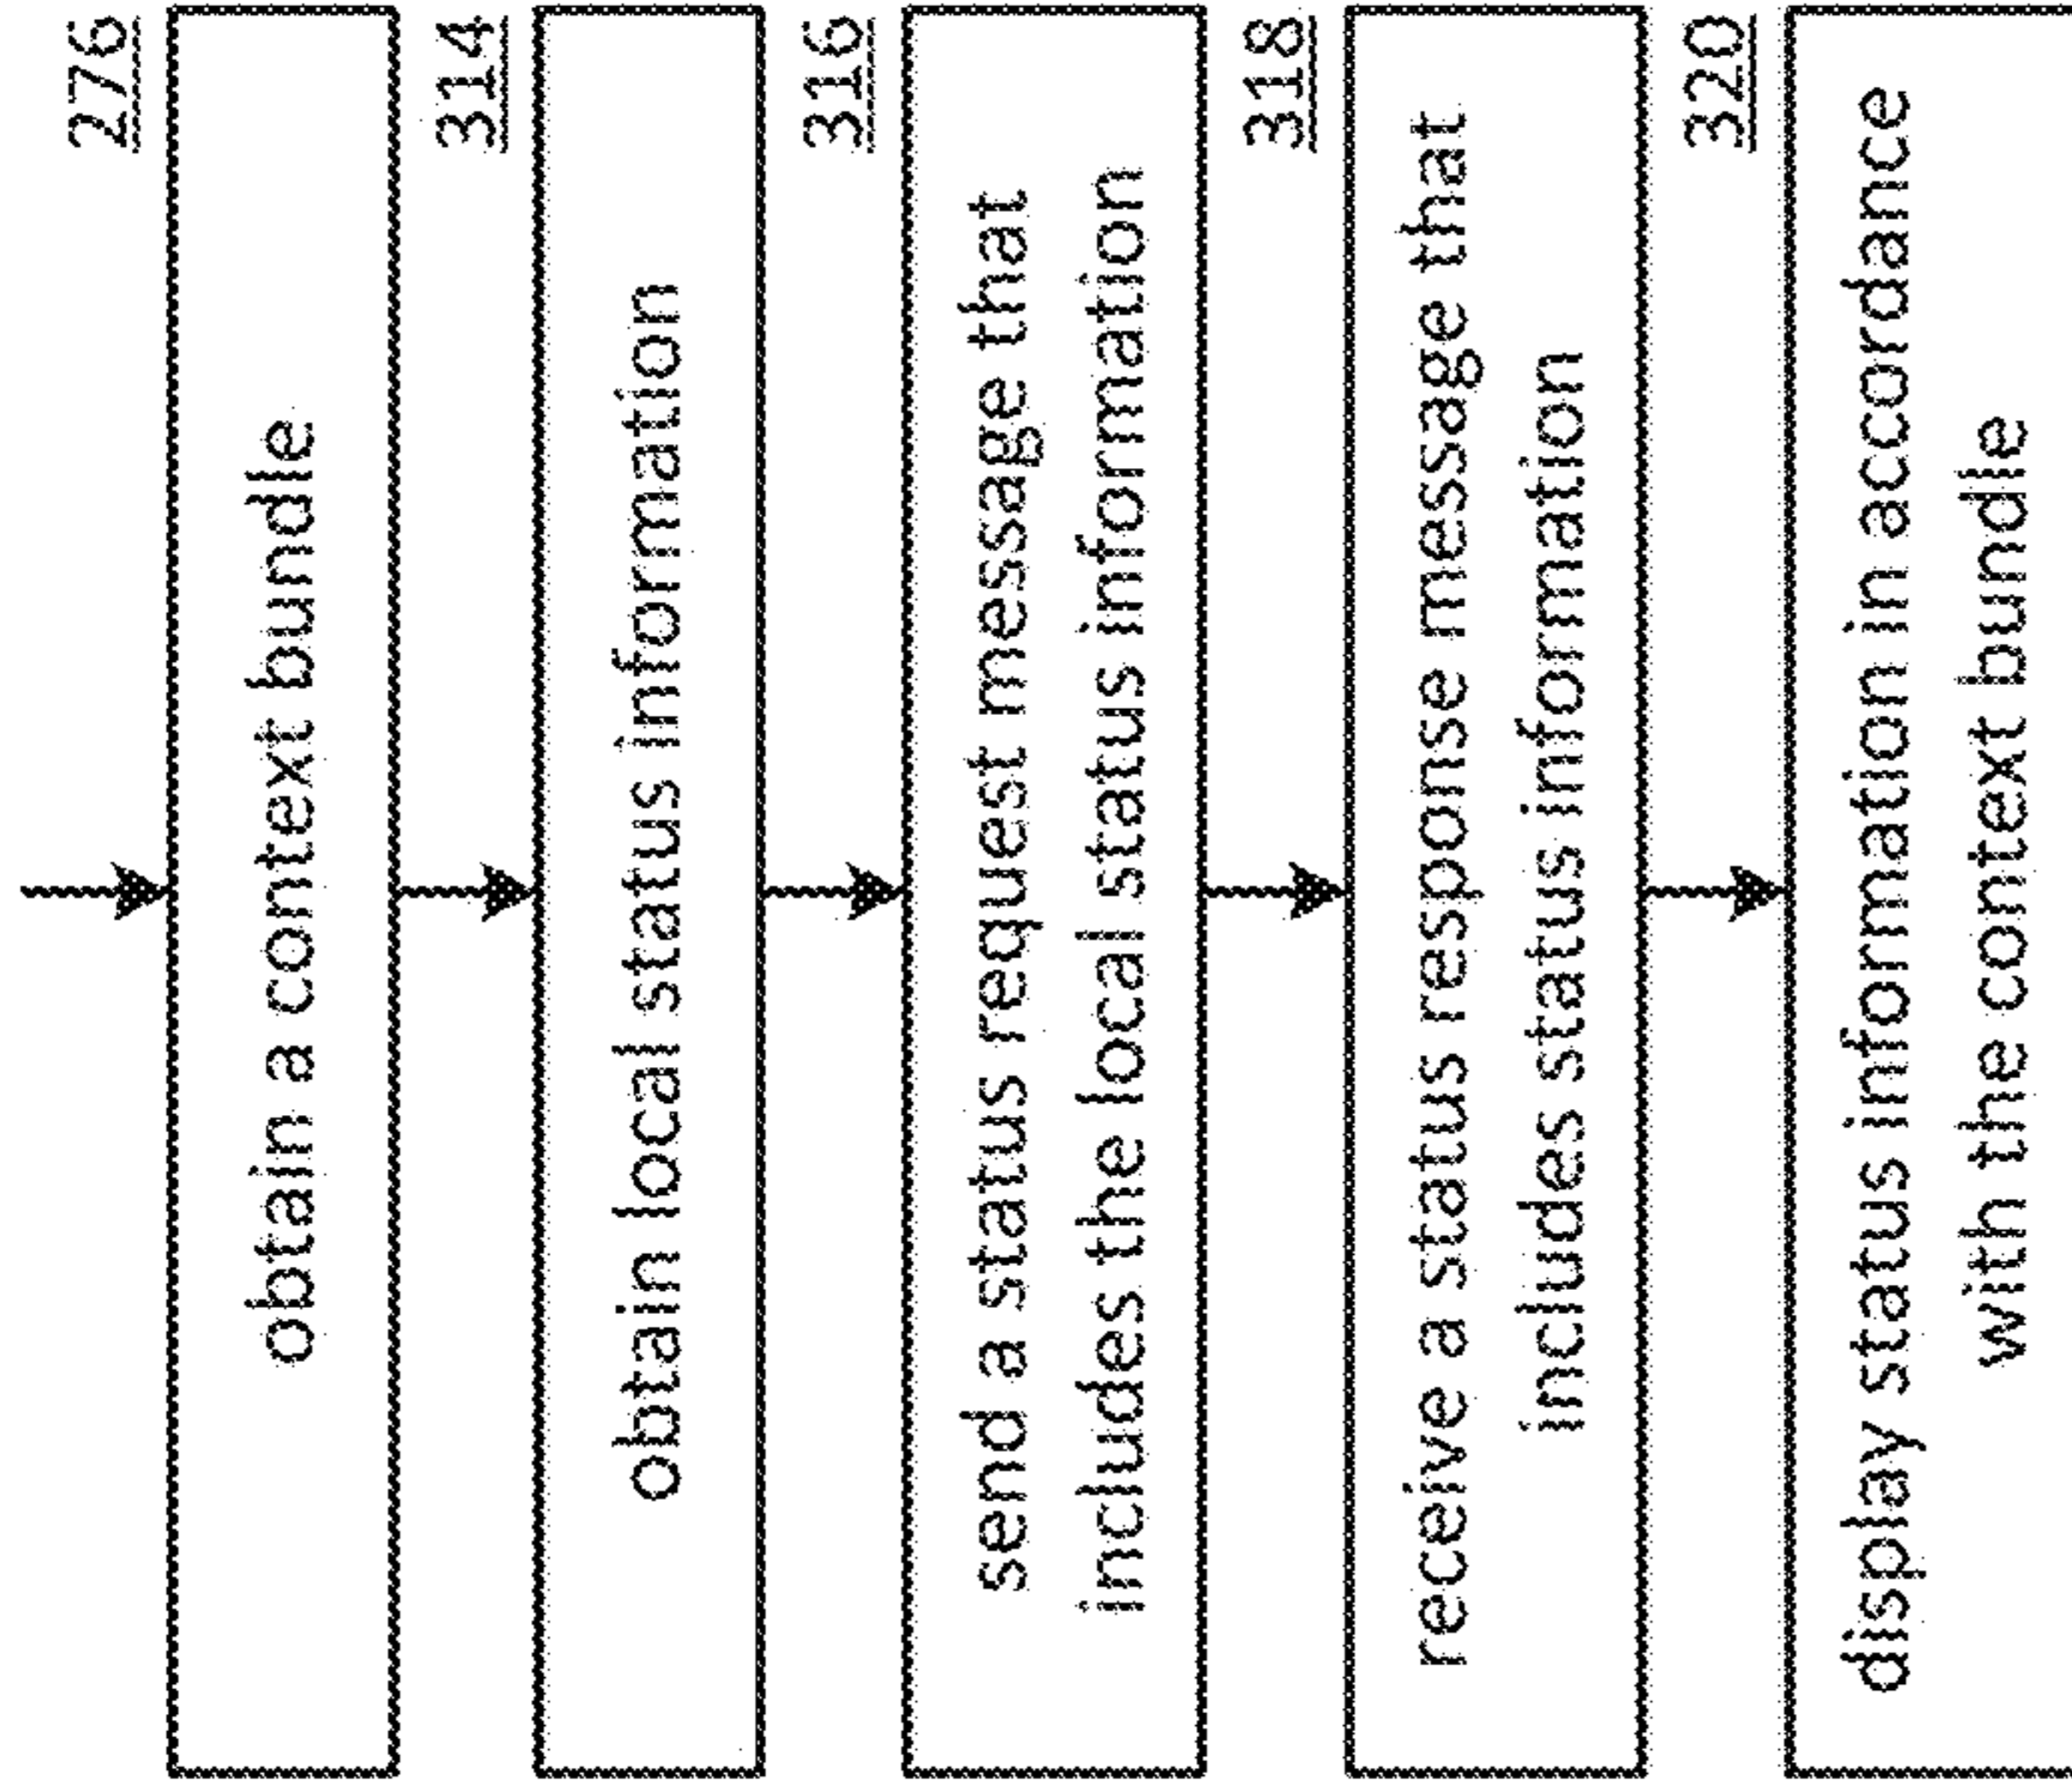 276
obtain a context bundle
314
obtain local status information
316
send a status request message that
includes the local status information
318
receive a status response message that
includes status information
320
display status information in accordance
with the context bundle